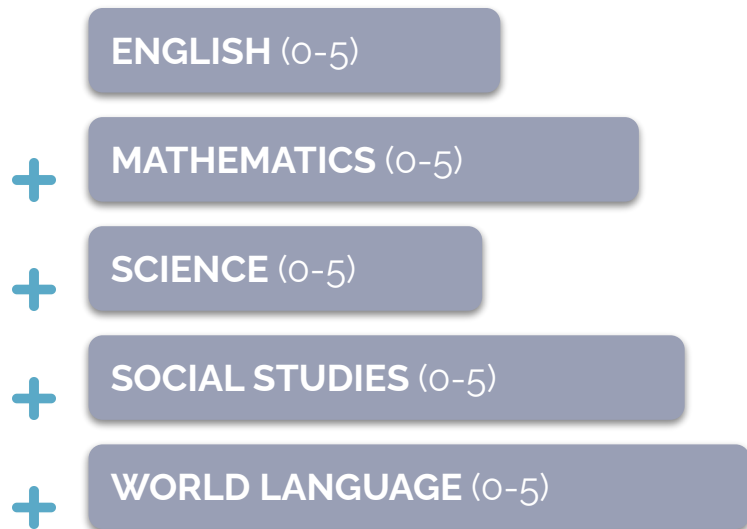 ENGLISH (0-5)
+ MATHEMATICS (0-5)
+ SCIENCE (0-5)
+ SOCIAL STUDIES (0-5)
+ WORLD LANGUAGE (0-5)